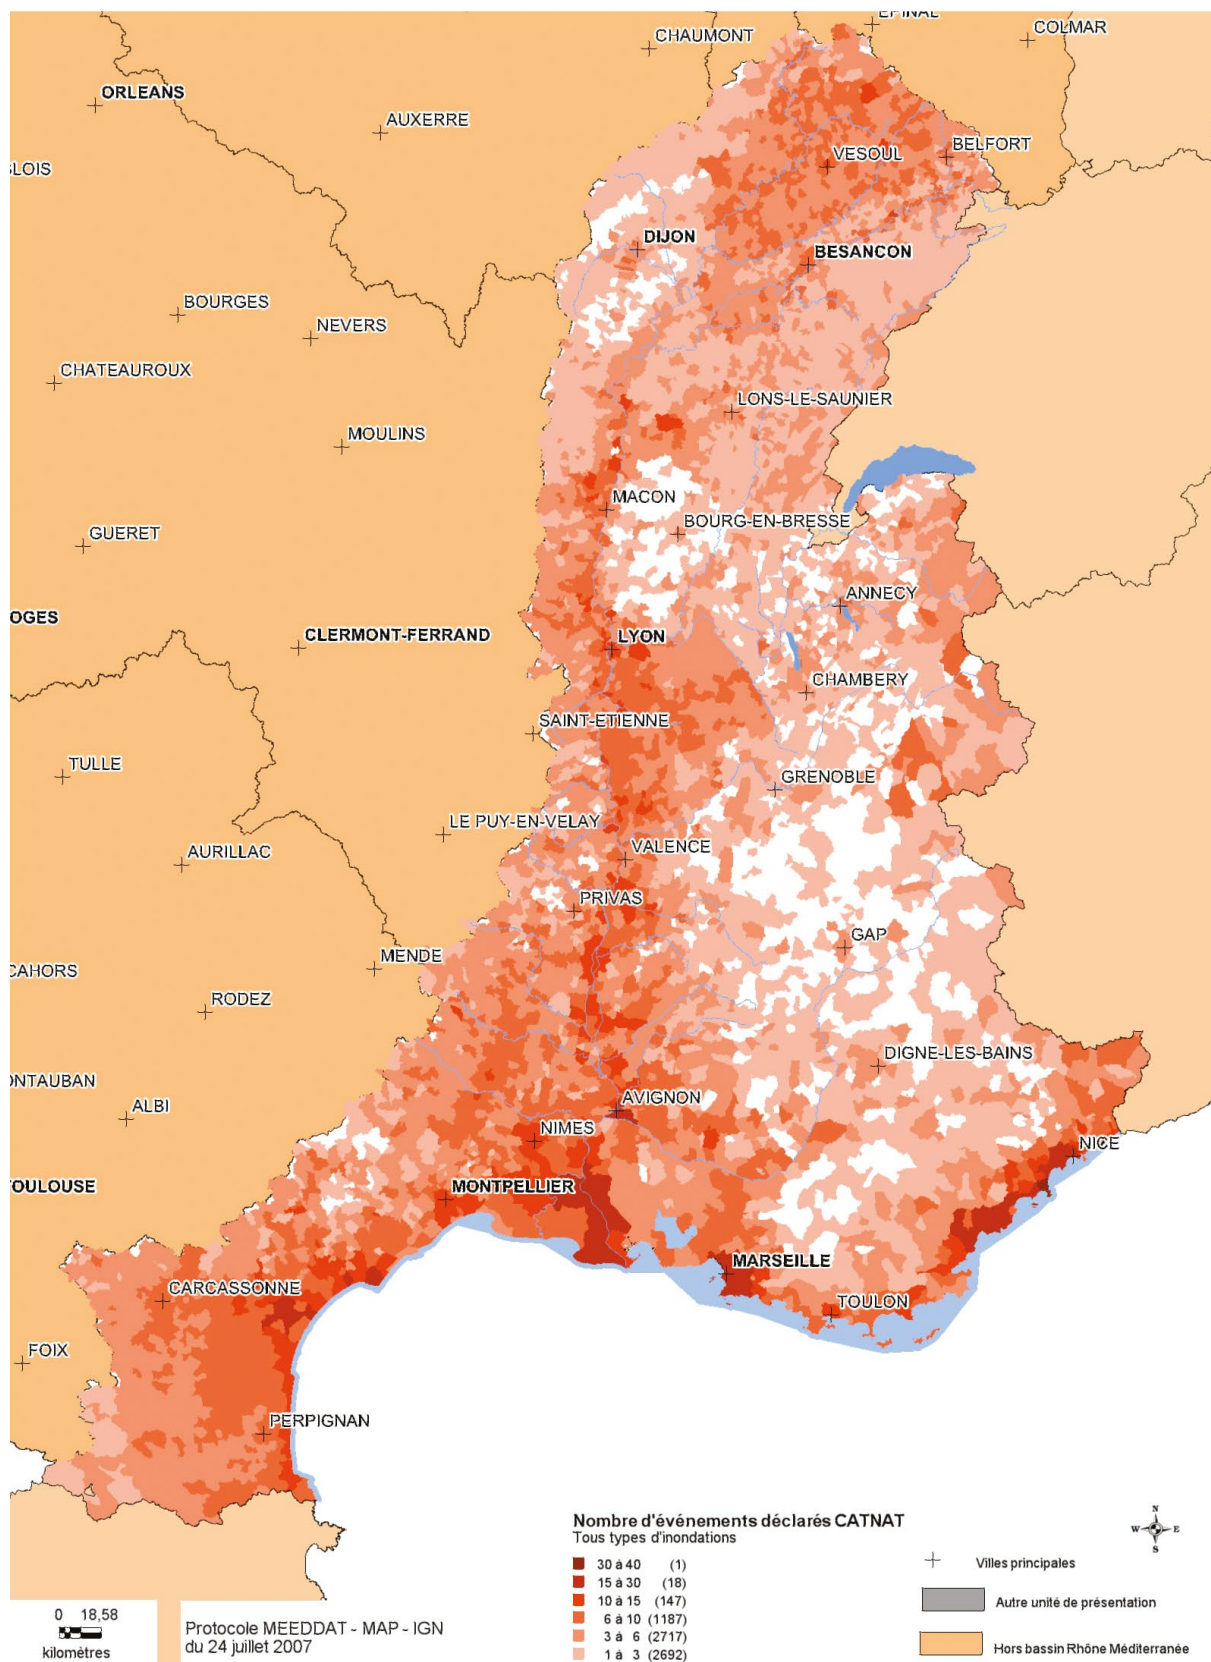 EPINAL
CHAUMONT
COLMAR
ORLEANS
AUXERRE
BELFORT
VESOUL
BLOIS
DIJON
BESANCON
BOURGES
NEVERS
CHATEAUROUX
LONS-LE-SAUNIER
MOULINS
MACON
BOURG-EN-BRESSE
GUERET
ANNECY
OGES
CLERMONT-FERRAND
LYON
CHAMBERY
SAINT-ETIENNE
TULLE
GRENOBLE
LE PUY-EN-VELAY
AURILLAC
VALENCE
PRIVAS
GAP
CAHORS
MENDE
RODEZ
DIGNE-LES-BAINS
ONTAUBAN
ALBI
AVIGNON
NIMES
NICE
TOULOUSE
MONTPELLIER
MARSEILLE
CARCASSONNE
TOULON
FOIX
PERPIGNAN
Nombre d'événements déclarés CATNAT
Tous types d'inondations
30 à 40 (1)
15 à 30 (18)
10 à 15 (147)
6 à 10 (1187)
3 à 6 (2717)
1 à 3 (2692)
N
W E
S
Villes principales
Autre unité de présentation
Hors bassin Rhône Méditerranée
0 18,58
kilomètres
Protocole MEEDDAT - MAP - IGN
du 24 juillet 2007